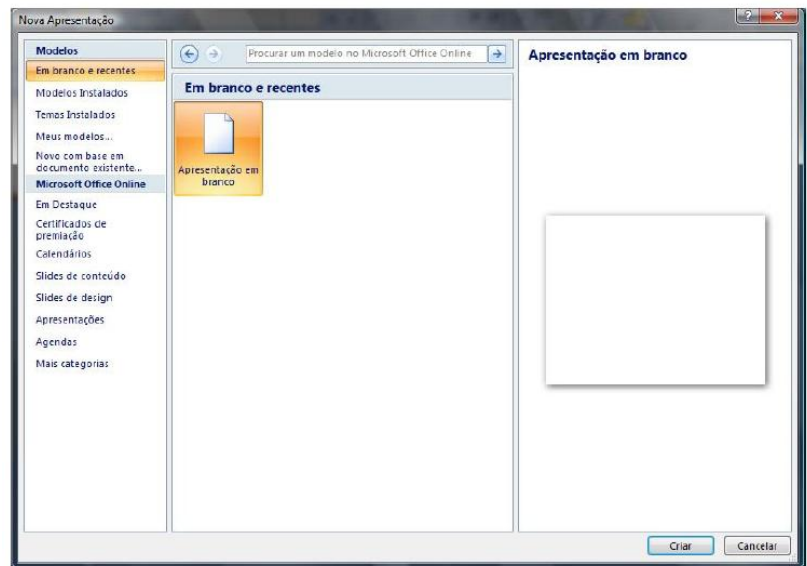 Nova Apresentação
Modelos
Em branco e recentes
Modelos Instalados
Temas Instalados
Meus modelos...
Novo com base em
documento existente...
Microsoft Office Online
Em Destaque
Certificados de
premiação
Calendários
Slides de conteúdo
Slides de design
Apresentações
Agendas
Mais categorias
Procurar um modelo no Microsoft Office Online
Em branco e recentes
Apresentação em
branco
Apresentação em branco
Criar
Cancelar